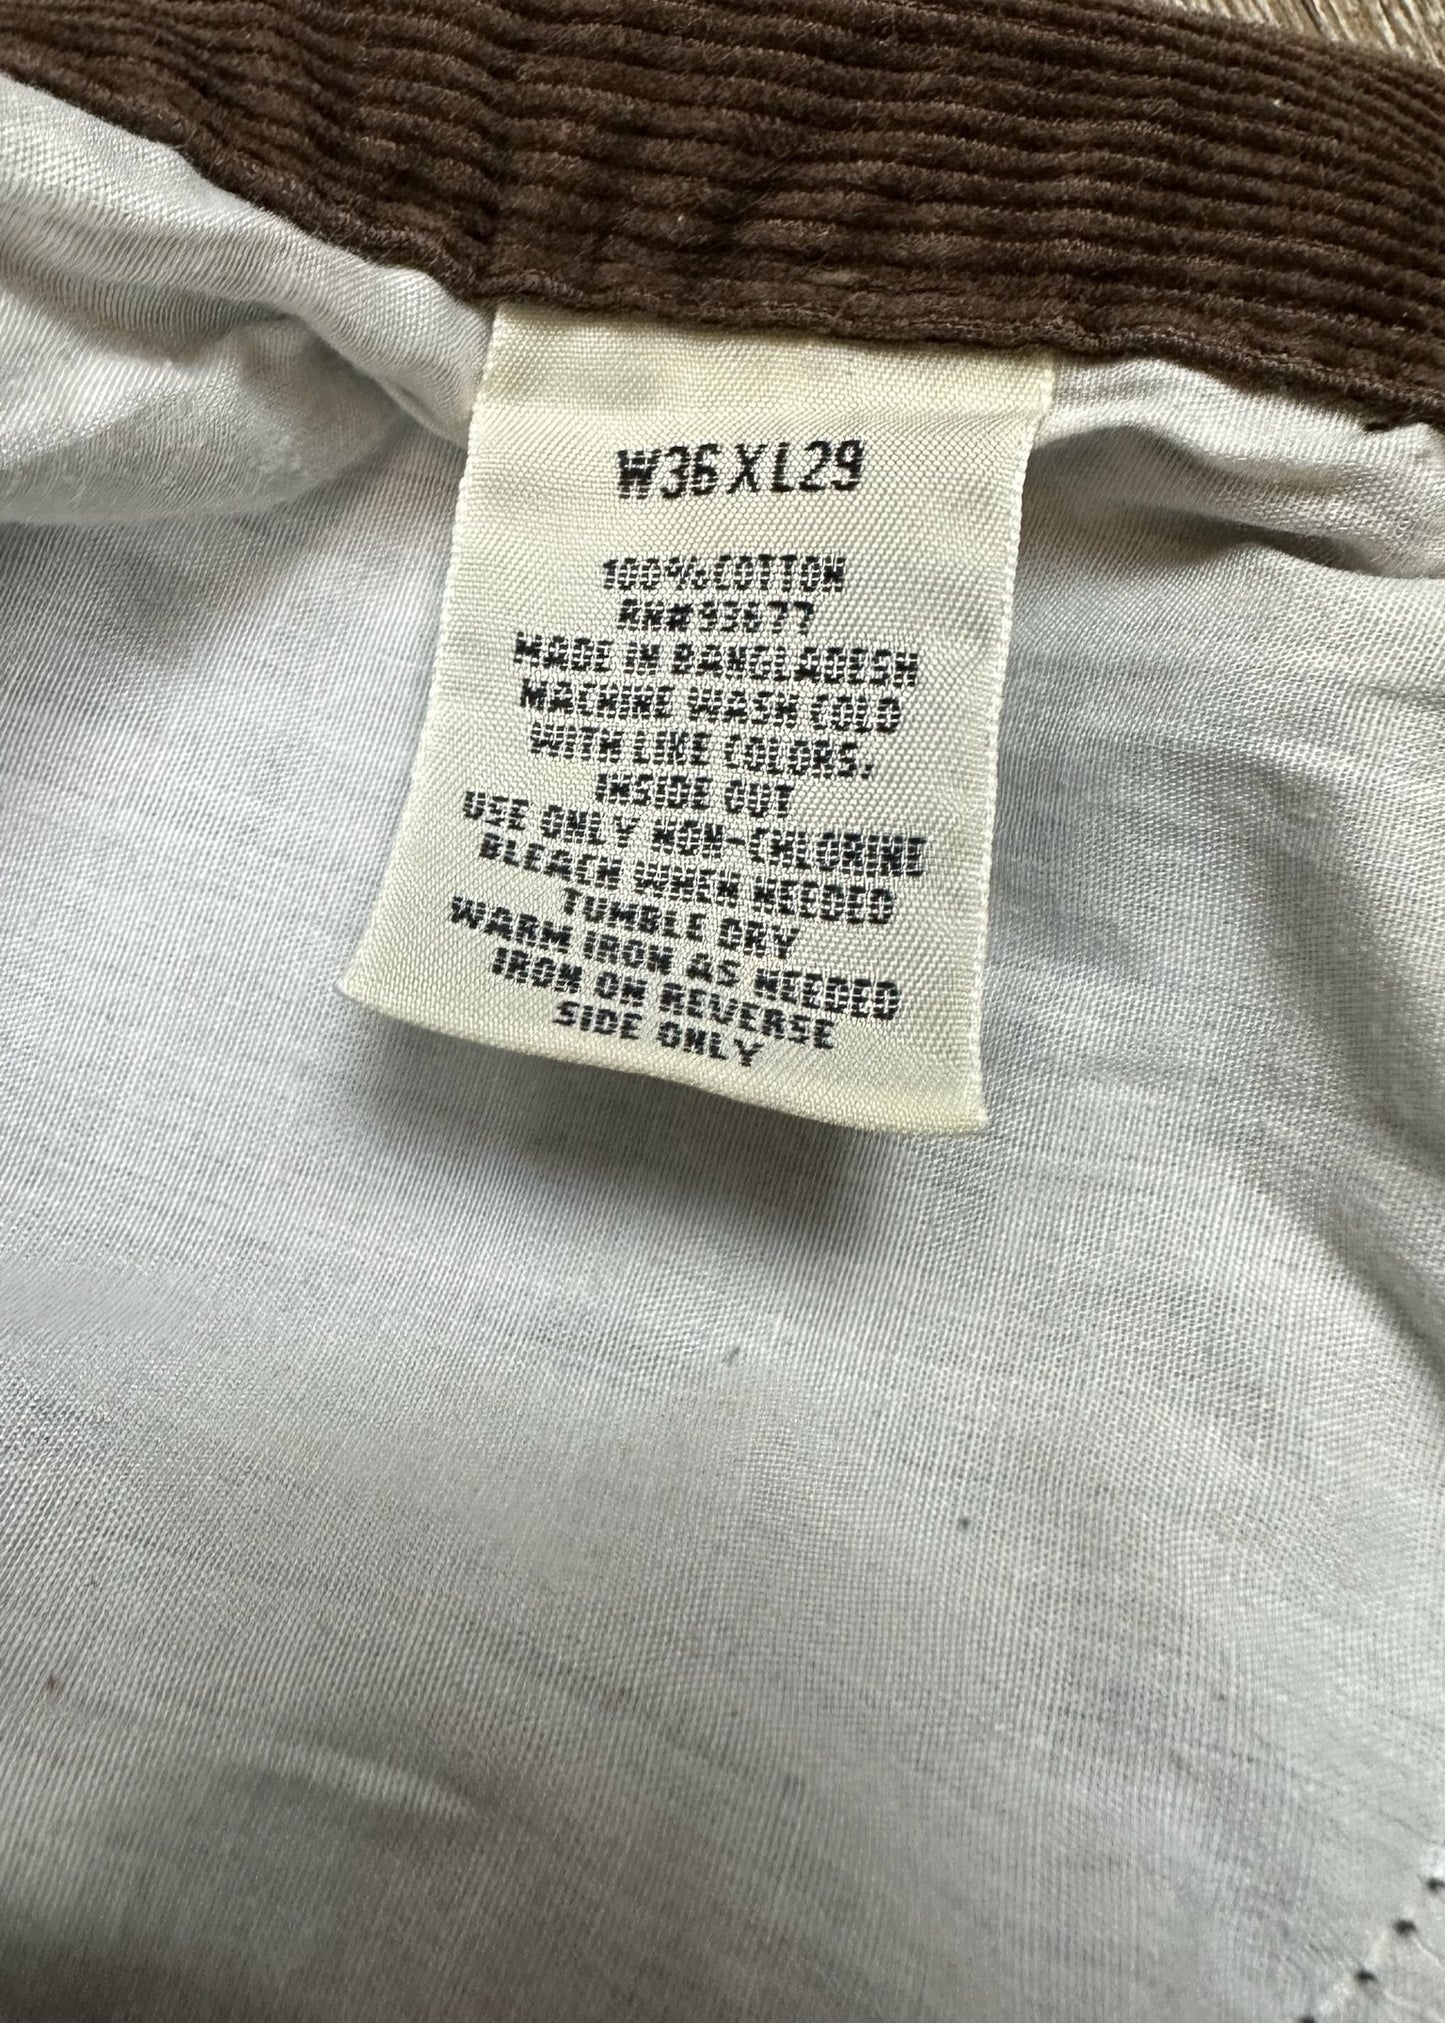 W36XL29
100% COTTON
RN#93677
MADE IN BANGLADESH
MACHINE WASH COLD
WITH LIKE COLORS,
INSIDE OUT
USE ONLY NON-CHLORINE
BLEACH WHEN NEEDED
TUMBLE DRY
WARM IRON AS NEEDED
IRON ON REVERSE
SIDE ONLY